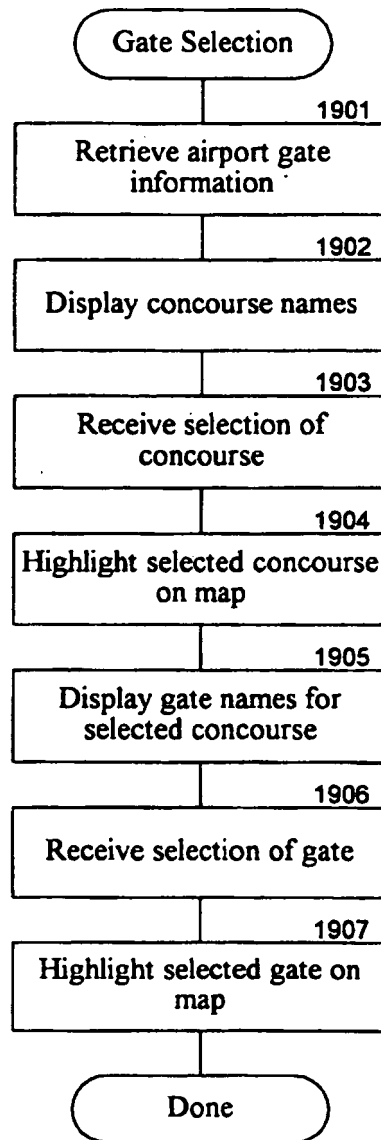 Gate Selection
1901
Retrieve airport gate
information
1902
Display concourse names
1903
Receive selection of
concourse
1904
Highlight selected concourse
on map
1905
Display gate names for
selected concourse
1906
Receive selection of gate
1907
Highlight selected gate on
map
Done